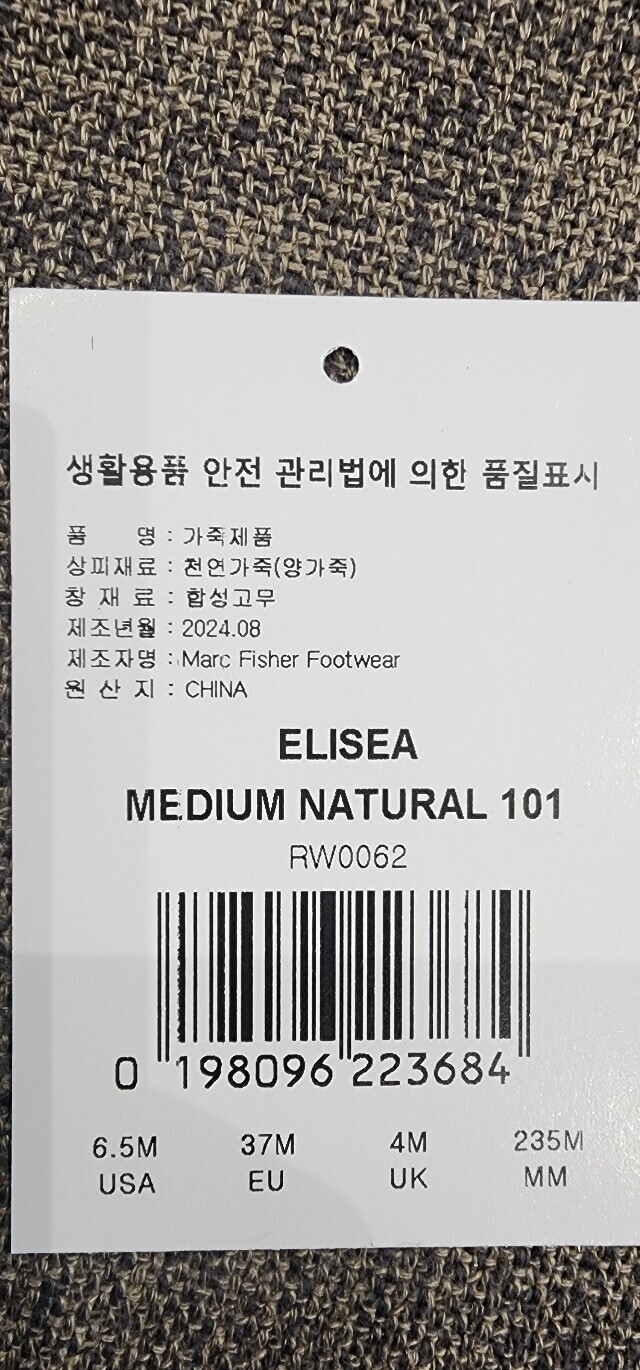 생활용품 안전 관리법에 의한 품질표시
품 명 : 가죽제품
상피재료 : 천연가죽(양가죽)
창 재 료 : 합성고무
제조년월 : 2024.08
제조자명 : Marc Fisher Footwear
원 산 지 : CHINA
ELISEA
MEDIUM NATURAL 101
RW0062
0 198096 223684
6.5M 37M 4M 235M
USA EU UK MM